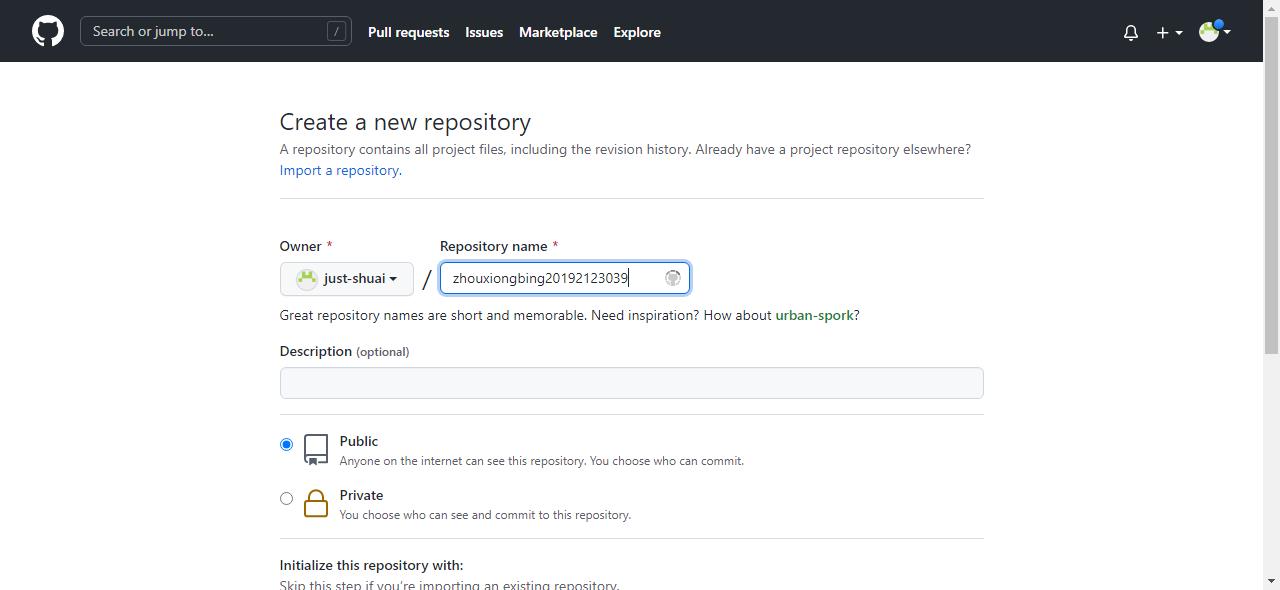 Search or jump to... /
Pull requests Issues Marketplace Explore
Create a new repository
A repository contains all project files, including the revision history. Already have a project repository elsewhere?
Import a repository.
Owner * Repository name *
just-shuai / zhouxiongbing20192123039
Great repository names are short and memorable. Need inspiration? How about urban-spork?
Description (optional)
Public
Anyone on the internet can see this repository. You choose who can commit.
Private
You choose who can see and commit to this repository.
Initialize this repository with:
Skip this step if you're importing an existing repository.